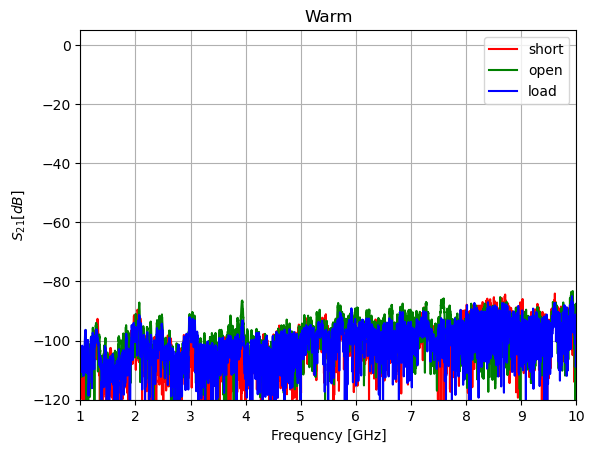 Warm
short
open
load
S21[dB]
0
−20
−40
−60
−80
−100
−120
1 2 3 4 5 6 7 8 9 10
Frequency [GHz]